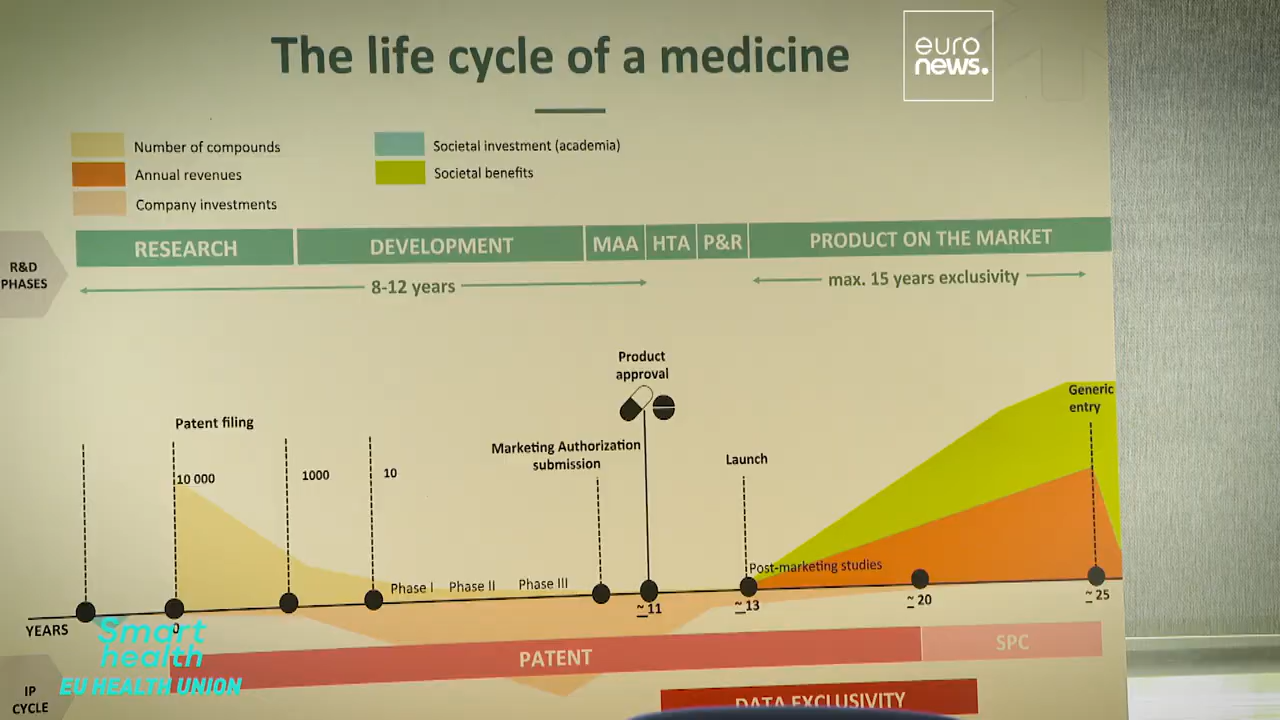 The life cycle of a medicine
euro
news.
Number of compounds
Annual revenues
Company investments
Societal investment (academia)
Societal benefits
R&D
PHASES
RESEARCH
DEVELOPMENT
MAA
HTA
P&R
PRODUCT ON THE MARKET
8-12 years
max. 15 years exclusivity
Product
approval
Patent filing
10 000
1000
10
Marketing Authorization
submission
Launch
Generic
entry
Phase I
Phase II
Phase III
Post-marketing studies
YEARS
0
~ 11
~ 13
~ 20
~ 25
Smart
health
EU HEALTH UNION
PATENT
SPC
IP
CYCLE
DATA EXCLUSIVITY